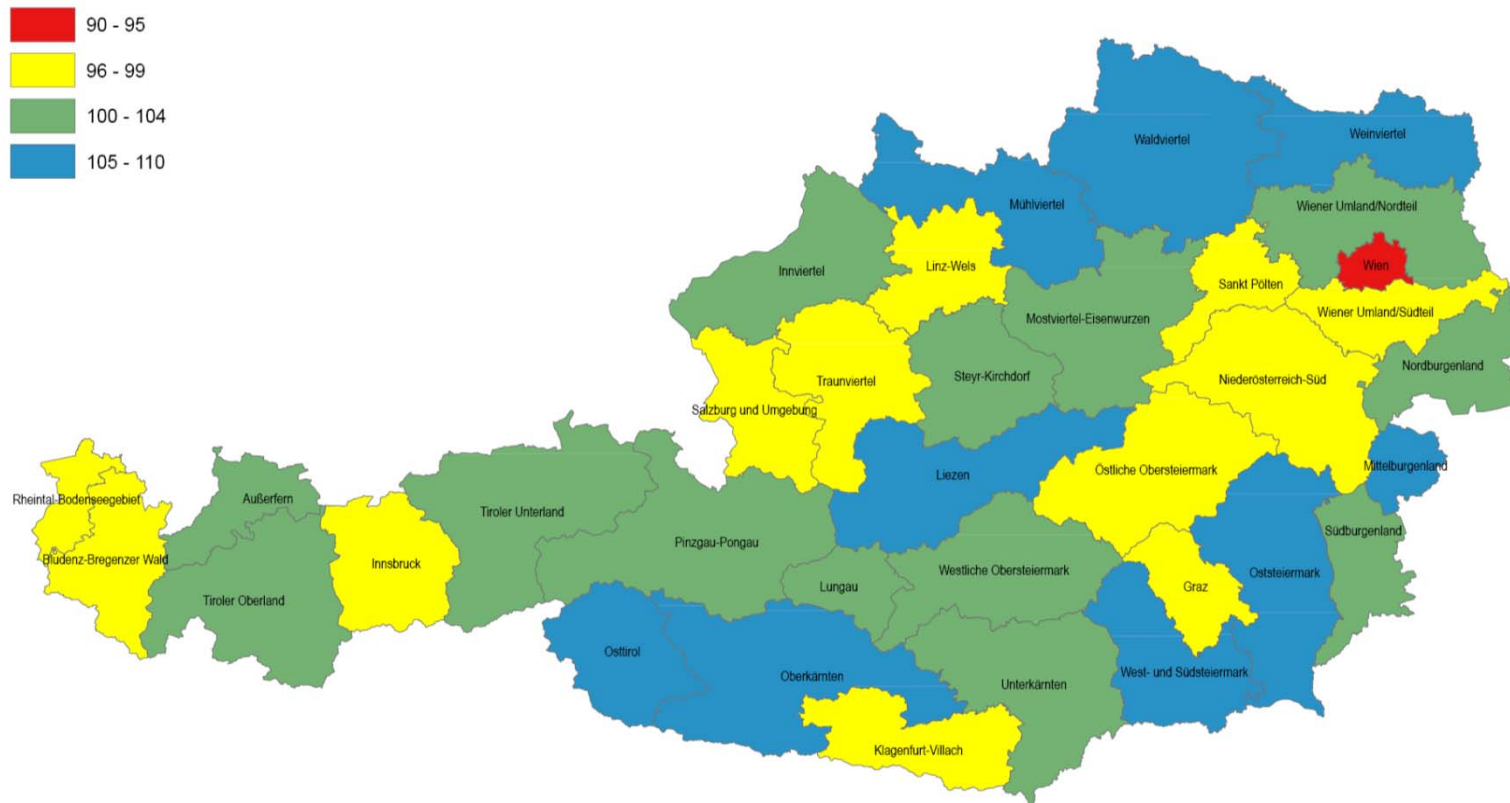 90 - 95
96 - 99
100 - 104
105 - 110
Waldviertel
Weinviertel
Mühlviertel
Wiener Umland/Nordteil
Innviertel
Linz-Wels
Wien
Sankt Pölten
Mostviertel-Eisenwurzen
Wiener Umland/Südteil
Nordburgenland
Steyr-Kirchdorf
Traunviertel
Niederösterreich-Süd
Salzburg und Umgebung
Mittelburgenland
Östliche Obersteiermark
Liezen
Rheintal-Bodenseegebiet
Außerfern
Tiroler Unterland
Südburgenland
Pinzgau-Pongau
Bludenz-Bregenzer Wald
Innsbruck
Westliche Obersteiermark
Oststeiermark
Lungau
Graz
Tiroler Oberland
Osttirol
Oberkärnten
West- und Südsteiermark
Unterkärnten
Klagenfurt-Villach